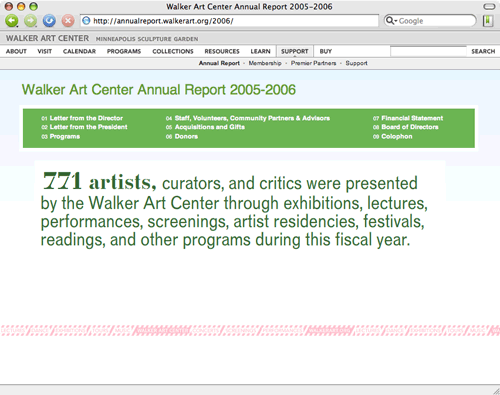 Walker Art Center Annual Report 2005-2006
http://annualreport.walkerart.org/2006/
Google
WALKER ART CENTER MINNEAPOLIS SCULPTURE GARDEN
ABOUT VISIT CALENDAR PROGRAMS COLLECTIONS RESOURCES LEARN SUPPORT BUY SEARCH
Annual Report • Membership • Premier Partners • Support
Walker Art Center Annual Report 2005-2006
01 Letter from the Director 04 Staff, Volunteers, Community Partners & Advisors 07 Financial Statement
02 Letter from the President 05 Acquisitions and Gifts 08 Board of Directors
03 Programs 06 Donors 09 Colophon
771 artists, curators, and critics were presented
by the Walker Art Center through exhibitions, lectures,
performances, screenings, artist residencies, festivals,
readings, and other programs during this fiscal year.